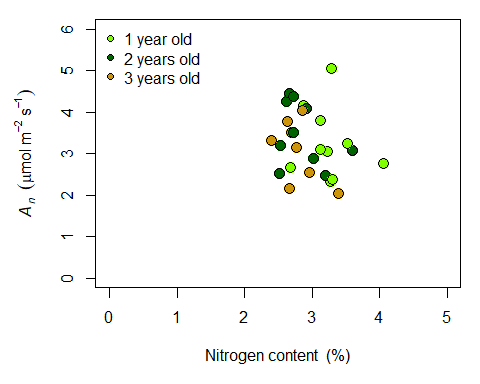 1 year old
2 years old
3 years old
6
5
4
3
2
1
0
An (μmol m−2 s−1)
0 1 2 3 4 5
Nitrogen content (%)